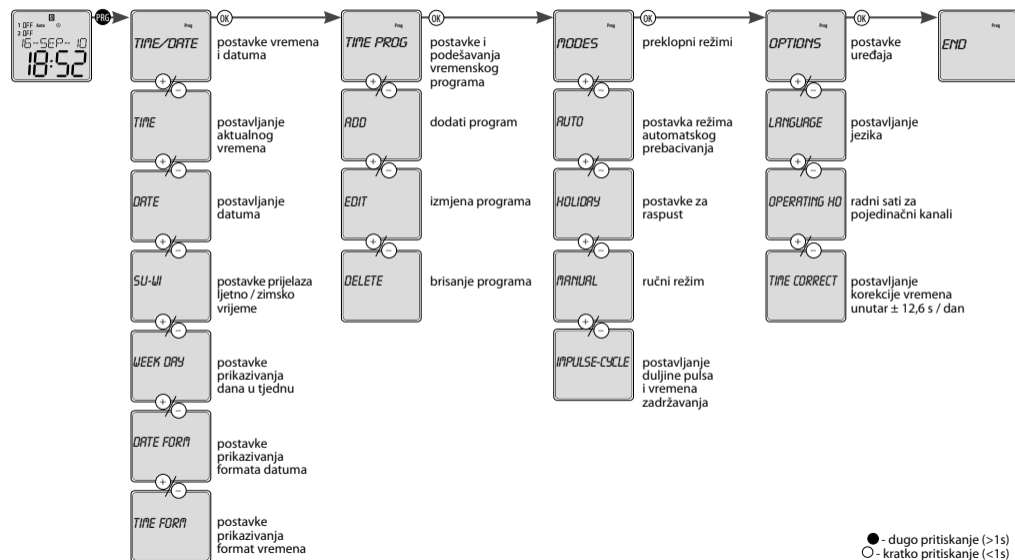 1 OFF Auto
2 OFF
16--SEP--10
18:52
PRG
Prog
TIME/DATE
postavke vremena
i datuma
+/−
TIME
postavljanje
aktualnog
vremena
+/−
DATE
postavljanje
datuma
+/−
SU-WI
postavke prijelaza
ljetno / zimsko
vrijeme
+/−
WEEK DAY
postavke
prikazivanja
dana u tjednu
+/−
DATE FORM
postavke
prikazivanja
formata datuma
+/−
TIME FORM
postavke
prikazivanja
format vremena
OK
Prog
TIME PROG
postavke i
podešavanja
vremenskog
programa
+/−
ADD
dodati program
+/−
EDIT
izmjena programa
+/−
DELETE
brisanje programa
OK
Prog
MODES
preklopni režimi
+/−
AUTO
postavka režima
automatskog
prebacivanja
+/−
HOLIDAY
postavke za
raspust
+/−
MANUAL
ručni režim
+/−
IMPULSE-CYCLE
postavljanje
duljine pulsa
i vremena
zadržavanja
OK
Prog
OPTIONS
postavke
uređaja
+/−
LANGUAGE
postavljanje
jezika
+/−
OPERATING HO
radni sati za
pojedinačni kanali
+/−
TIME CORRECT
postavljanje
korekcije vremena
unutar ± 12,6 s / dan
OK
Prog
END
● - dugo pritiskanje (>1s)
○ - kratko pritiskanje (<1s)